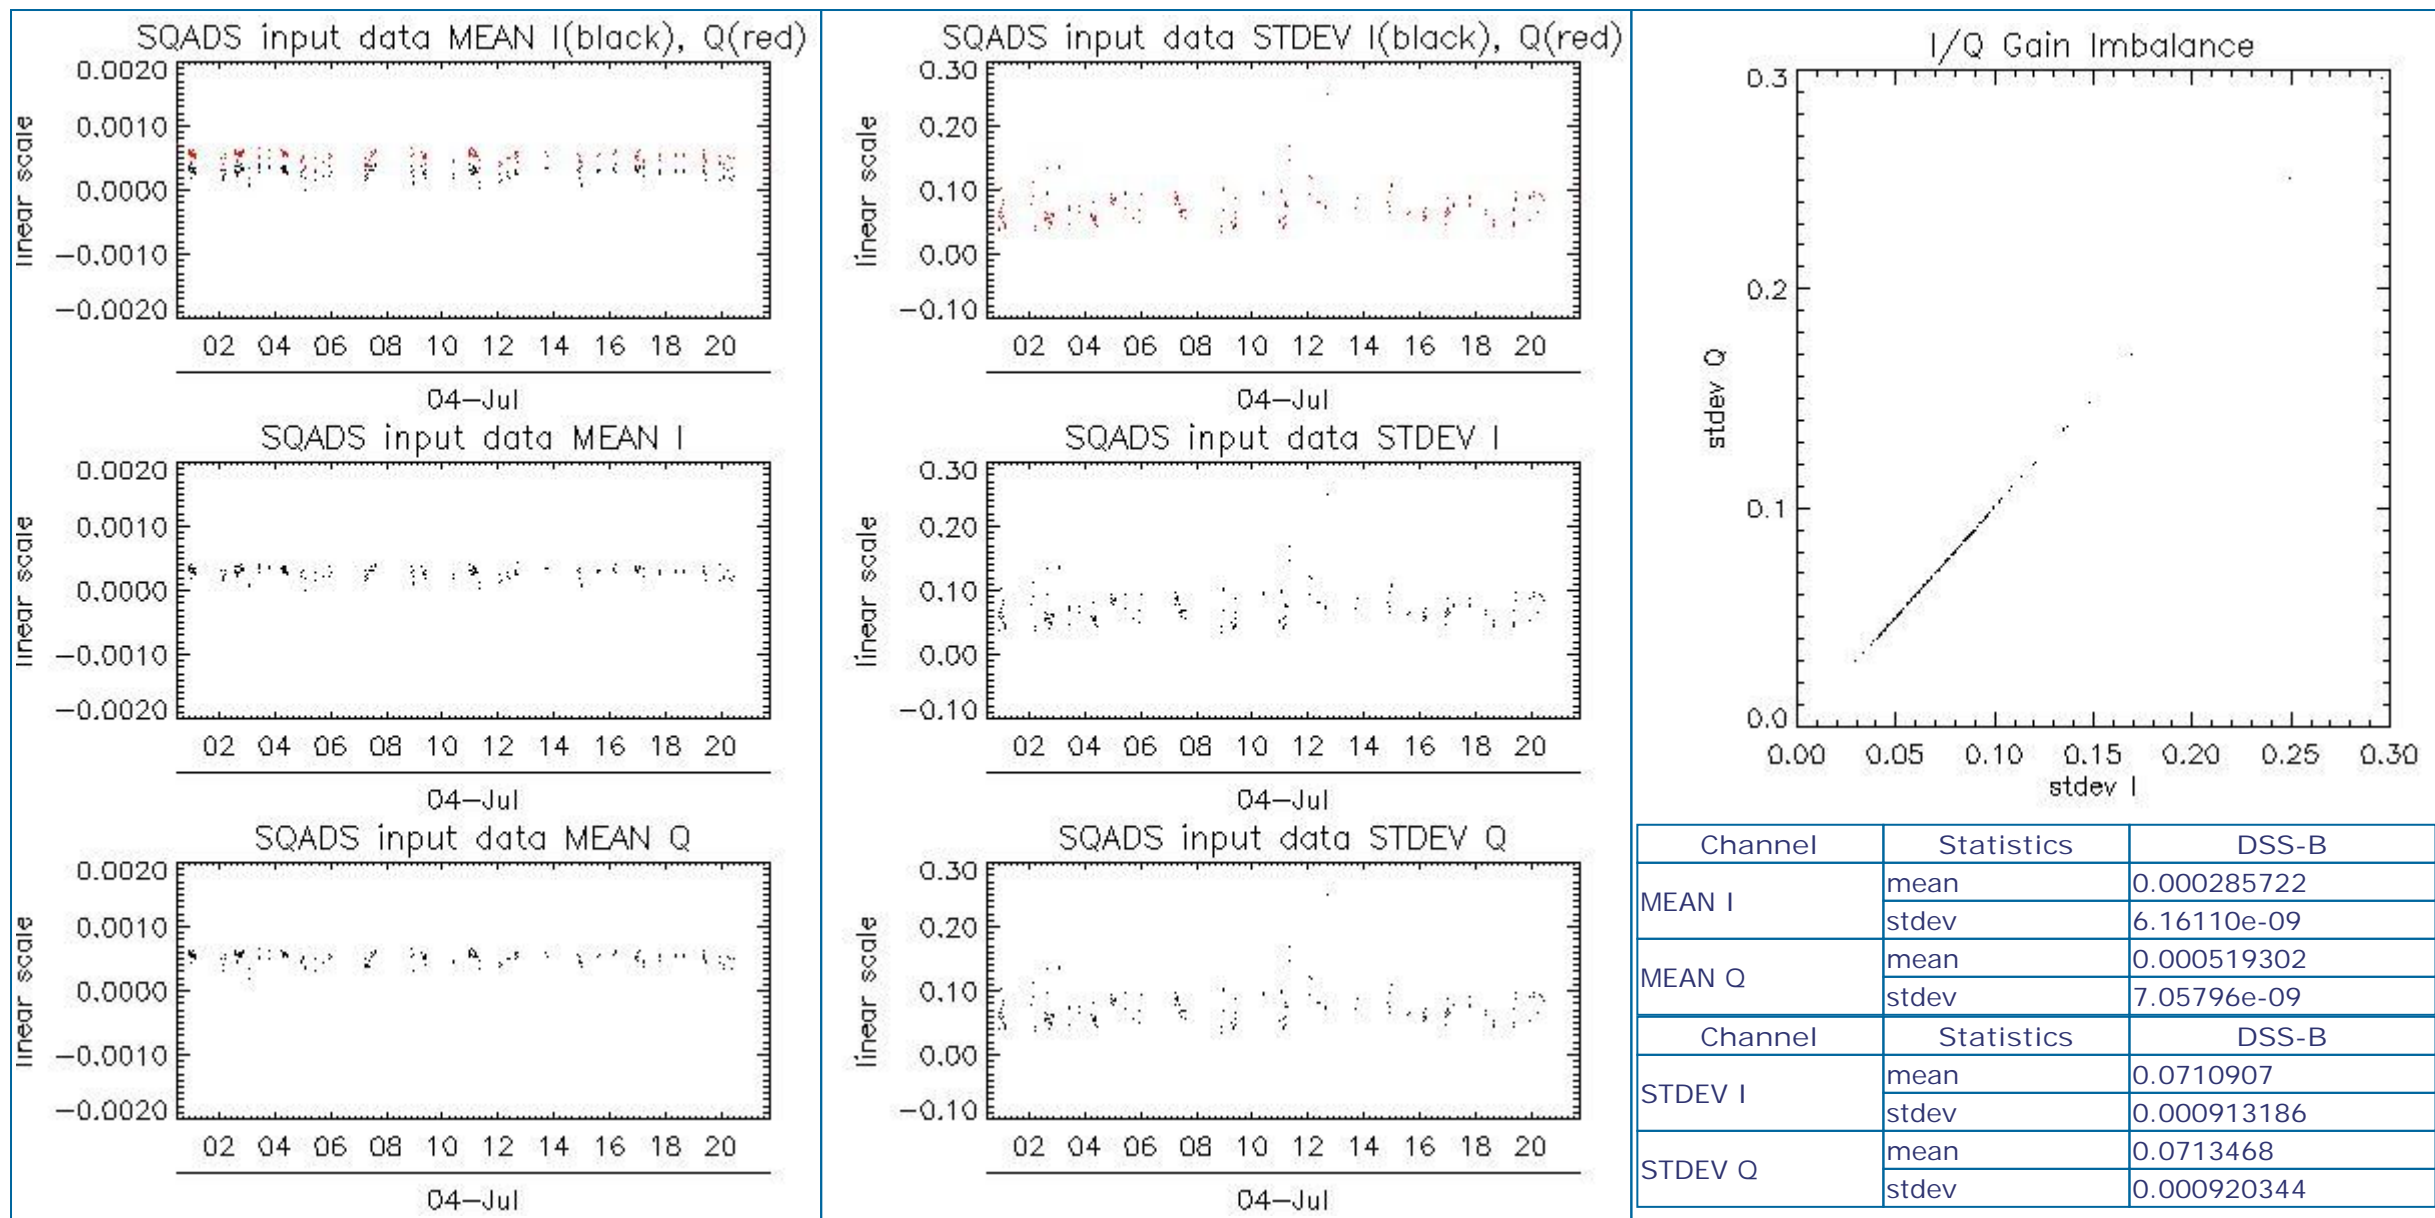 SQADS input data MEAN I(black), Q(red)
0.0020
0.0010
0.0000
−0.0010
−0.0020
linear scale
02 04 06 08 10 12 14 16 18 20
04−Jul
SQADS input data MEAN I
0.0020
0.0010
0.0000
−0.0010
−0.0020
linear scale
02 04 06 08 10 12 14 16 18 20
04−Jul
SQADS input data MEAN Q
0.0020
0.0010
0.0000
−0.0010
−0.0020
linear scale
02 04 06 08 10 12 14 16 18 20
04−Jul
SQADS input data STDEV I(black), Q(red)
0.30
0.20
0.10
0.00
−0.10
linear scale
02 04 06 08 10 12 14 16 18 20
04−Jul
SQADS input data STDEV I
0.30
0.20
0.10
0.00
−0.10
linear scale
02 04 06 08 10 12 14 16 18 20
04−Jul
SQADS input data STDEV Q
0.30
0.20
0.10
0.00
−0.10
linear scale
02 04 06 08 10 12 14 16 18 20
04−Jul
I/Q Gain Imbalance
0.3
0.2
0.1
0.0
stdev Q
0.00 0.05 0.10 0.15 0.20 0.25 0.30
stdev I
Channel Statistics DSS-B
MEAN I mean 0.000285722
stdev 6.16110e-09
MEAN Q mean 0.000519302
stdev 7.05796e-09
Channel Statistics DSS-B
STDEV I mean 0.0710907
stdev 0.000913186
STDEV Q mean 0.0713468
stdev 0.000920344